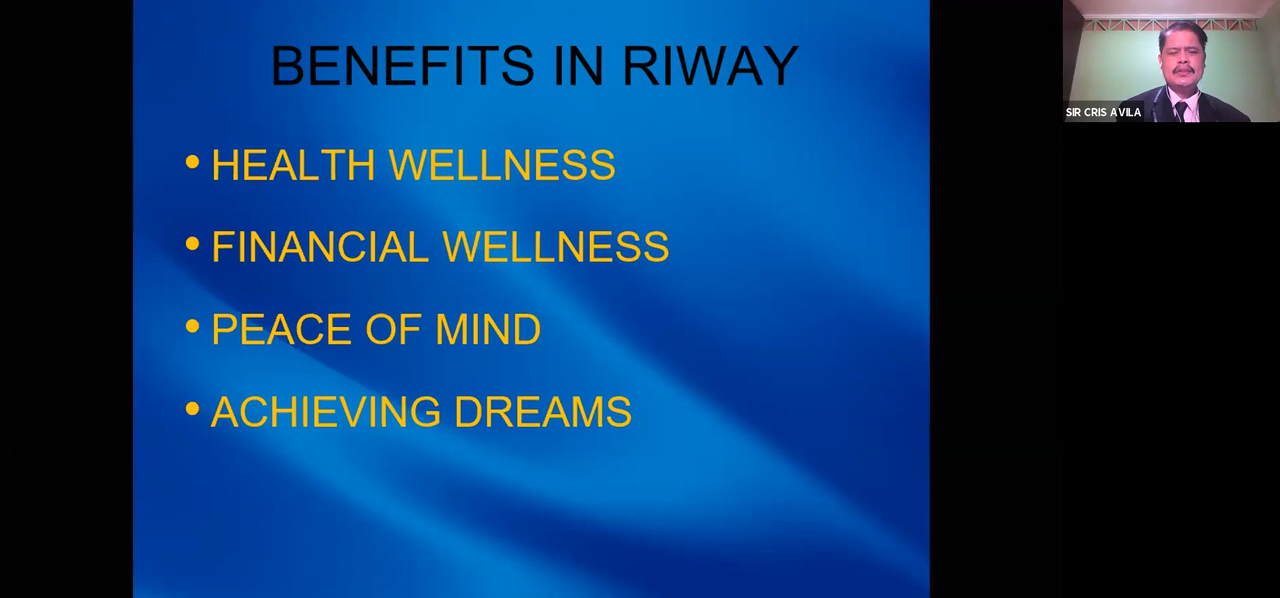 BENEFITS IN RIWAY
• HEALTH WELLNESS
• FINANCIAL WELLNESS
• PEACE OF MIND
• ACHIEVING DREAMS
SIR CRIS AVILA